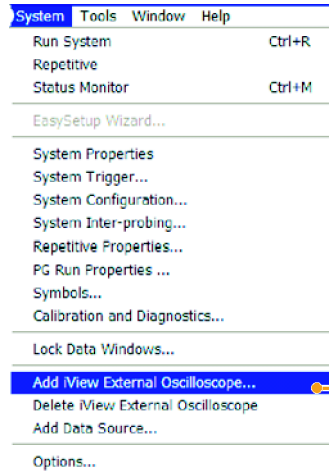 System Tools Window Help
Run System Ctrl+R
Repetitive
Status Monitor Ctrl+M
EasySetup Wizard...
System Properties
System Trigger...
System Configuration...
System Inter-probing...
Repetitive Properties...
PG Run Properties ...
Symbols...
Calibration and Diagnostics...
Lock Data Windows...
Add iView External Oscilloscope...
Delete iView External Oscilloscope
Add Data Source...
Options...